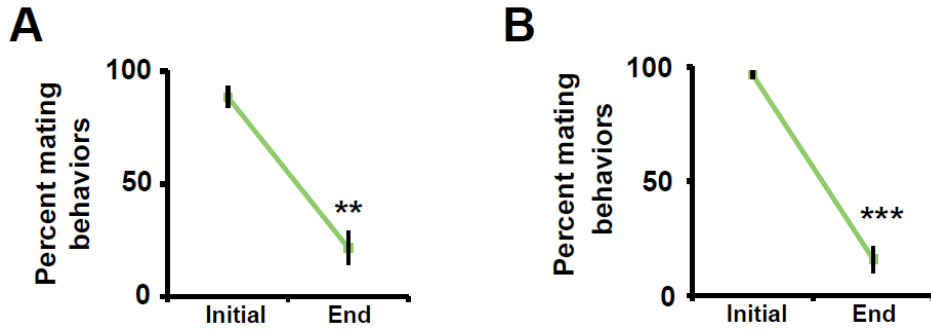 A
Percent mating
behaviors
100
50
0
**
Initial
End
B
Percent mating
behaviors
100
50
0
***
Initial
End